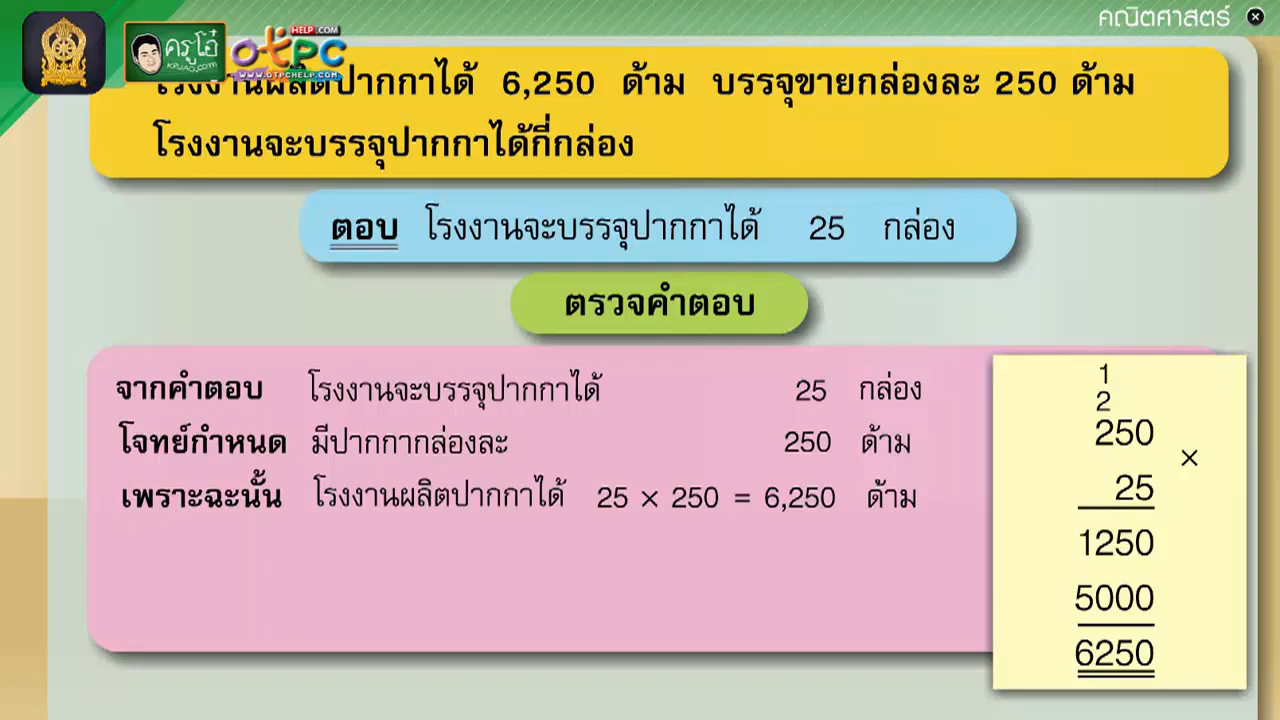 คณิตศาสตร์
ครูโอ๋
KRUAO.com
HELP.COM
OTPC
WWW.OTPCHELP.COM
โรงงานผลิตปากกาได้ 6,250 ด้าม บรรจุขายกล่องละ 250 ด้าม
โรงงานจะบรรจุปากกาได้กี่กล่อง
ตอบ โรงงานจะบรรจุปากกาได้ 25 กล่อง
ตรวจคำตอบ
จากคำตอบ โรงงานจะบรรจุปากกาได้ 25 กล่อง
โจทย์กำหนด มีปากกากล่องละ 250 ด้าม
เพราะฉะนั้น โรงงานผลิตปากกาได้ 25 × 250 = 6,250 ด้าม
1
2
250
×
25
1250
5000
6250